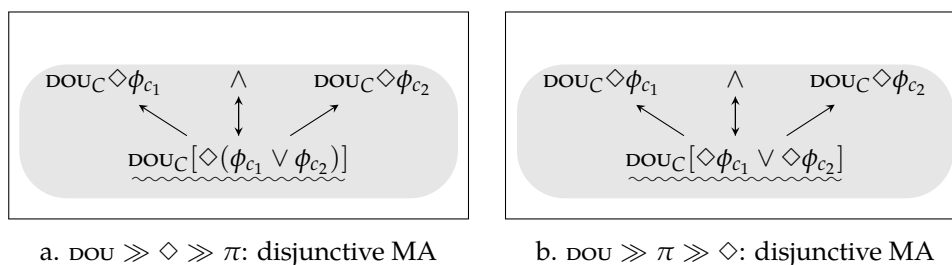 DOU_C◇ϕ_{c_1} ∧ DOU_C◇ϕ_{c_2}
DOU_C[◇(ϕ_{c_1} ∨ ϕ_{c_2})]
a. DOU ≫ ◇ ≫ π: disjunctive MA
DOU_C◇ϕ_{c_1} ∧ DOU_C◇ϕ_{c_2}
DOU_C[◇ϕ_{c_1} ∨ ◇ϕ_{c_2}]
b. DOU ≫ π ≫ ◇: disjunctive MA